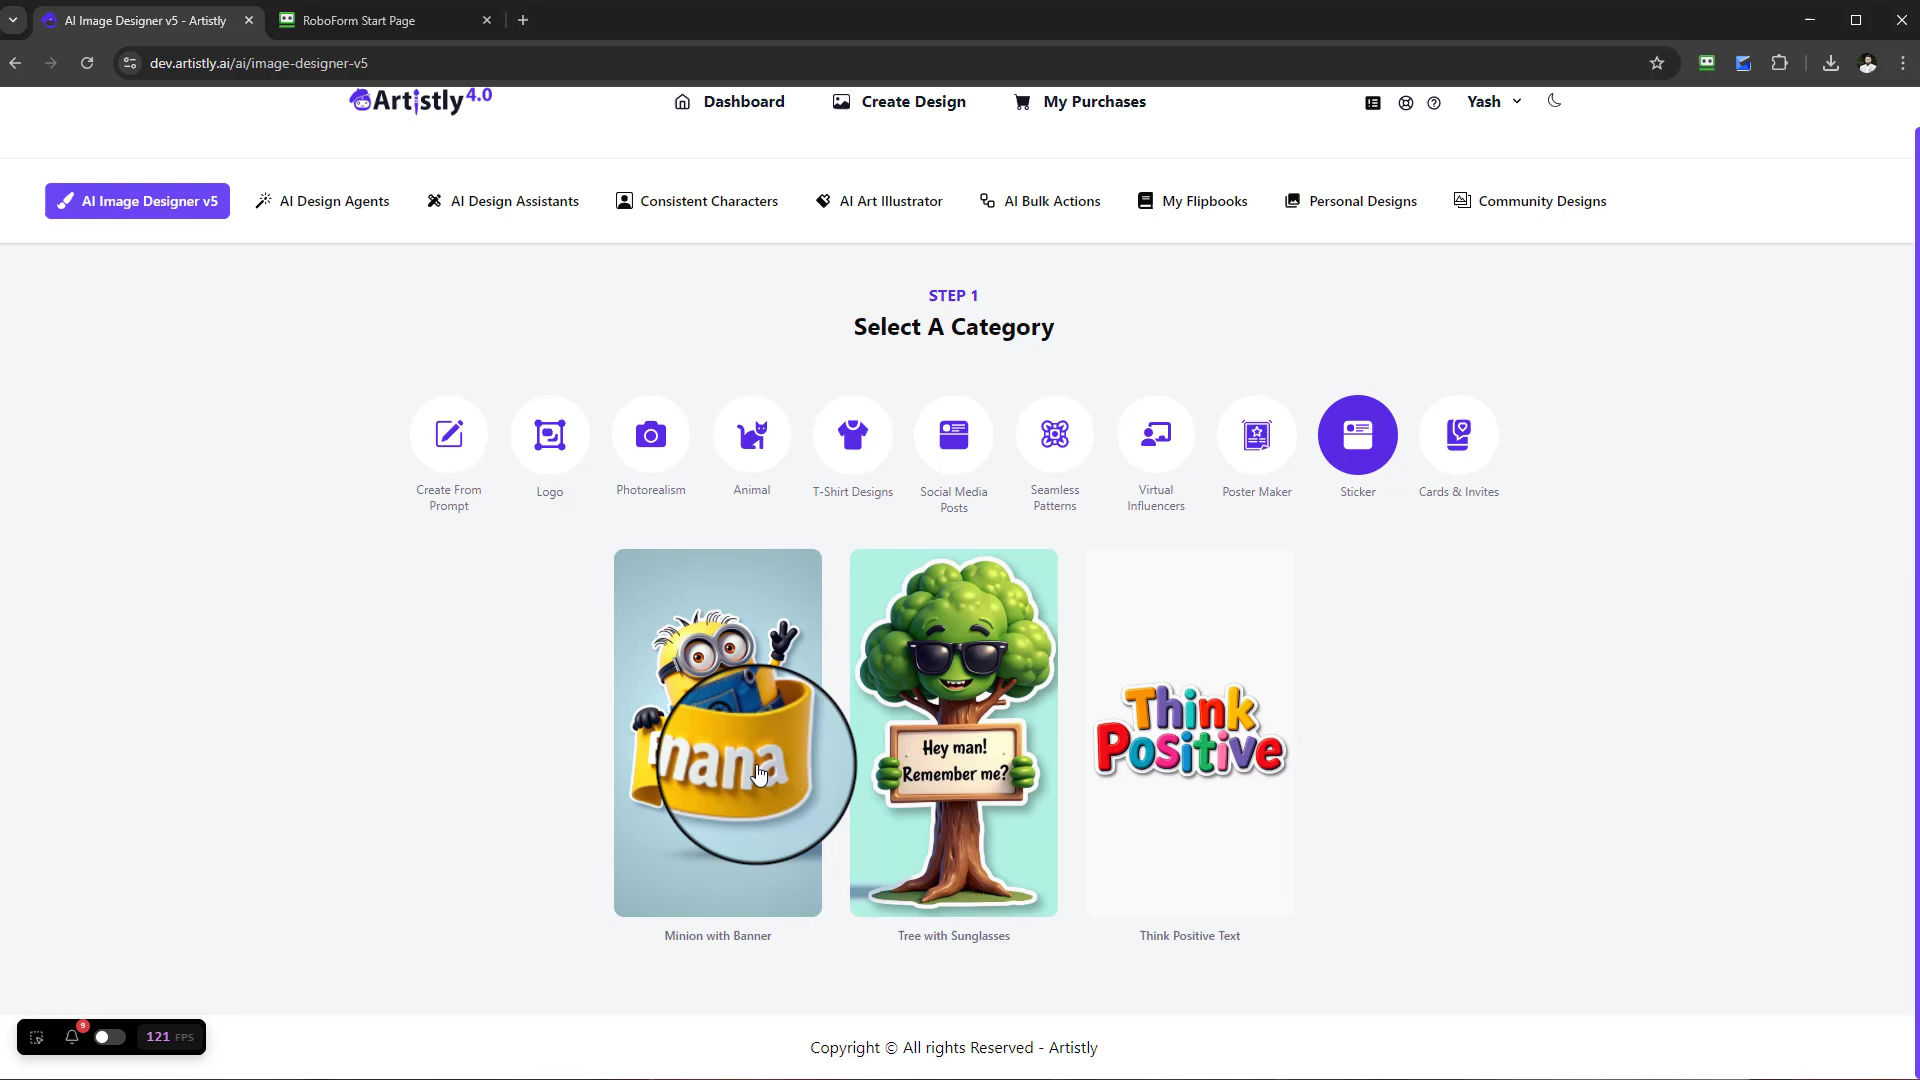 AI Image Designer v5 - Artistly
RoboForm Start Page
dev.artistly.ai/ai/image-designer-v5
Artistly 4.0
Dashboard
Create Design
My Purchases
Yash
AI Image Designer v5
AI Design Agents
AI Design Assistants
Consistent Characters
AI Art Illustrator
AI Bulk Actions
My Flipbooks
Personal Designs
Community Designs
STEP 1
Select A Category
Create From
Prompt
Logo
Photorealism
Animal
T-Shirt Designs
Social Media
Posts
Seamless
Patterns
Virtual
Influencers
Poster Maker
Sticker
Cards & Invites
nana
Hey man!
Remember me?
Think
Positive
Minion with Banner
Tree with Sunglasses
Think Positive Text
9
121 FPS
Copyright © All rights Reserved - Artistly